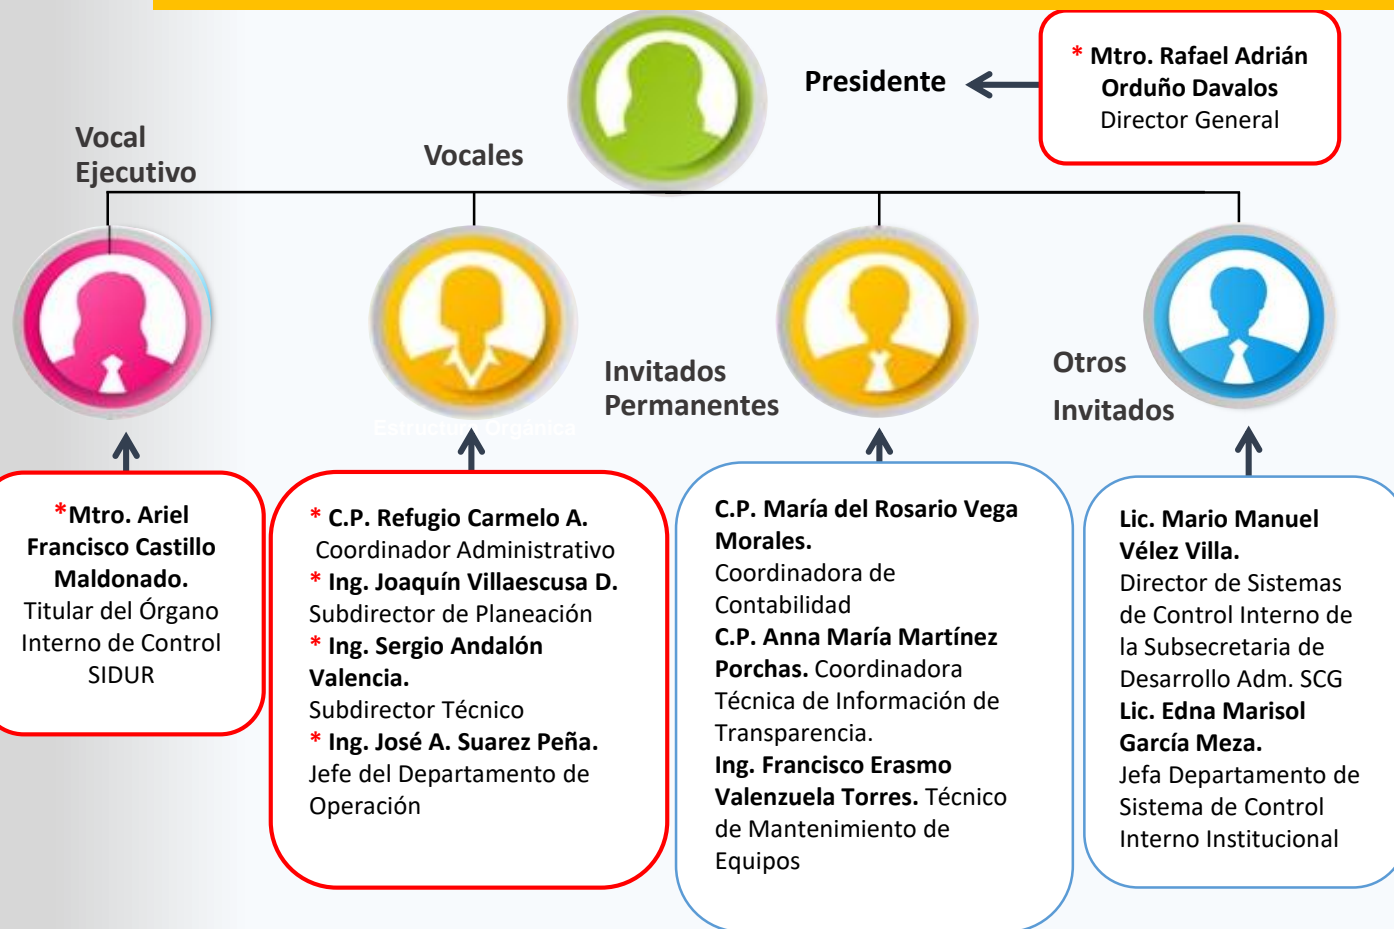 * Mtro. Rafael Adrián
Orduño Davalos
Director General
Presidente
Vocal
Ejecutivo
Vocales
Invitados
Permanentes
Otros
Invitados
Estructura Orgánica
*Mtro. Ariel
Francisco Castillo
Maldonado.
Titular del Órgano
Interno de Control
SIDUR
* C.P. Refugio Carmelo A.
Coordinador Administrativo
* Ing. Joaquín Villaescusa D.
Subdirector de Planeación
* Ing. Sergio Andalón
Valencia.
Subdirector Técnico
* Ing. José A. Suarez Peña.
Jefe del Departamento de
Operación
C.P. María del Rosario Vega
Morales.
Coordinadora de
Contabilidad
C.P. Anna María Martínez
Porchas. Coordinadora
Técnica de Información de
Transparencia.
Ing. Francisco Erasmo
Valenzuela Torres. Técnico
de Mantenimiento de
Equipos
Lic. Mario Manuel
Vélez Villa.
Director de Sistemas
de Control Interno de
la Subsecretaria de
Desarrollo Adm. SCG
Lic. Edna Marisol
García Meza.
Jefa Departamento de
Sistema de Control
Interno Institucional